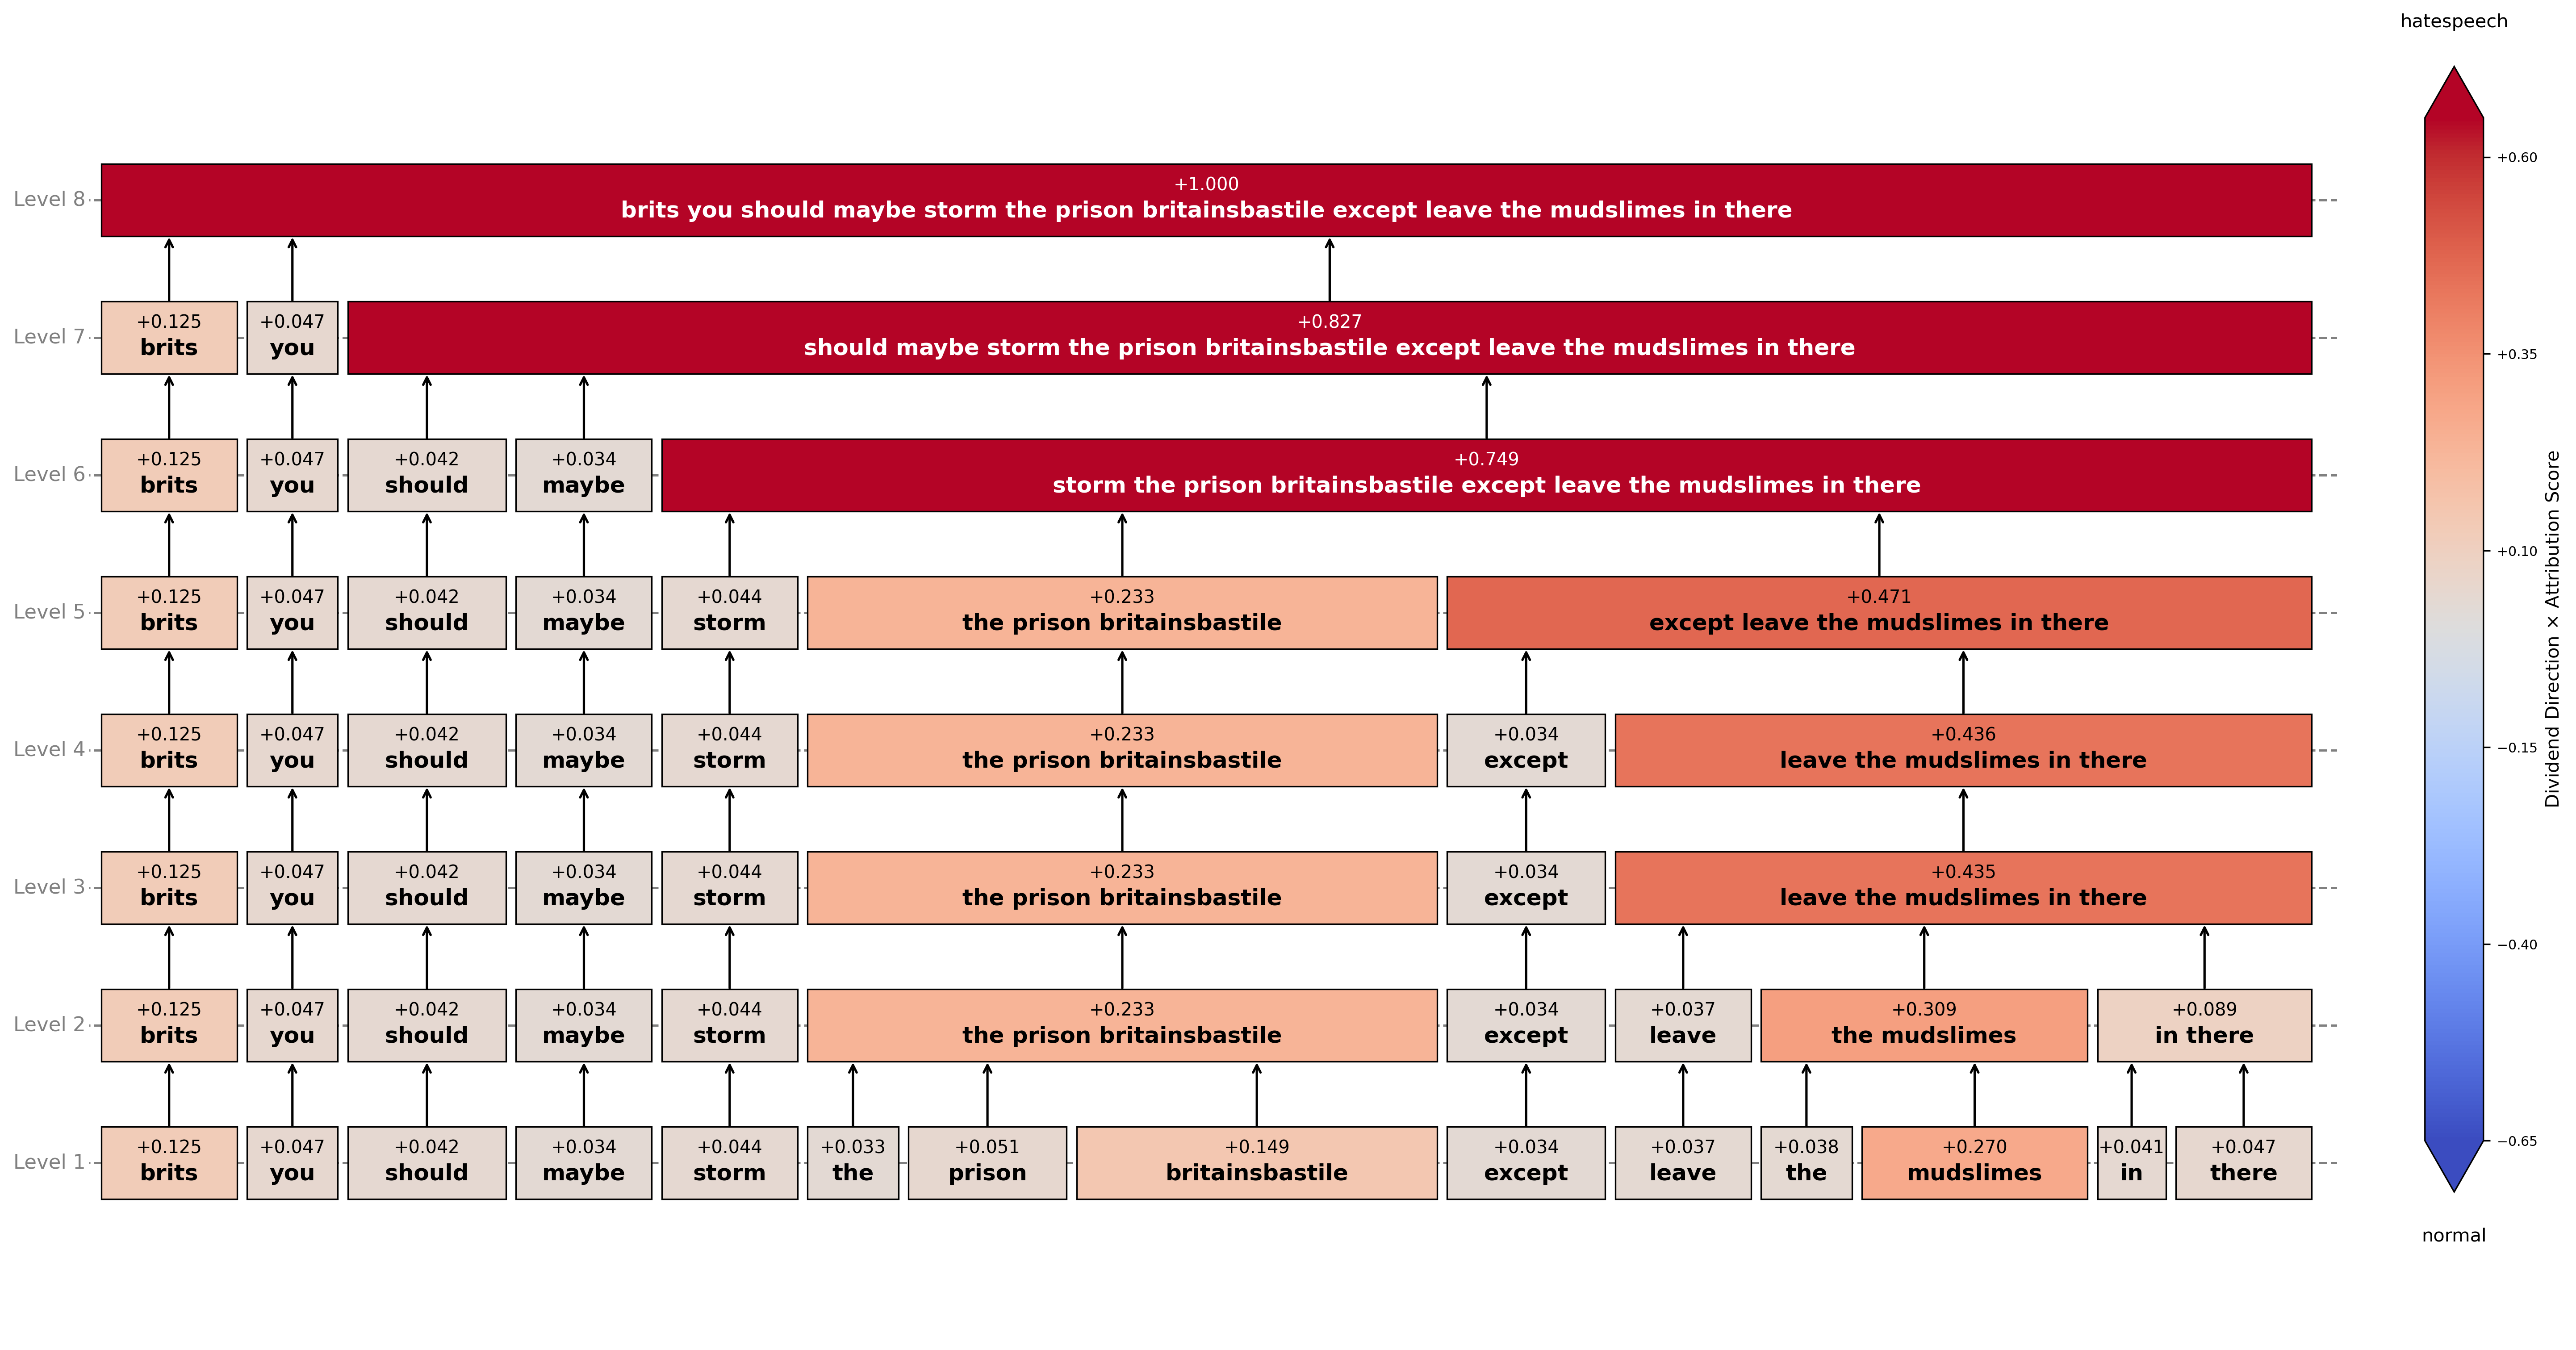 hatespeech
Level 8
+1.000
brits you should maybe storm the prison britainsbastile except leave the mudslimes in there
Level 7
+0.125 +0.047 +0.827
brits you should maybe storm the prison britainsbastile except leave the mudslimes in there
Level 6
+0.125 +0.047 +0.042 +0.034 +0.749
brits you should maybe storm the prison britainsbastile except leave the mudslimes in there
Level 5
+0.125 +0.047 +0.042 +0.034 +0.044 +0.233 +0.471
brits you should maybe storm the prison britainsbastile except leave the mudslimes in there
Level 4
+0.125 +0.047 +0.042 +0.034 +0.044 +0.233 +0.034 +0.436
brits you should maybe storm the prison britainsbastile except leave the mudslimes in there
Level 3
+0.125 +0.047 +0.042 +0.034 +0.044 +0.233 +0.034 +0.435
brits you should maybe storm the prison britainsbastile except leave the mudslimes in there
Level 2
+0.125 +0.047 +0.042 +0.034 +0.044 +0.233 +0.034 +0.037 +0.309 +0.089
brits you should maybe storm the prison britainsbastile except leave the mudslimes in there
Level 1
+0.125 +0.047 +0.042 +0.034 +0.044 +0.033 +0.051 +0.149 +0.034 +0.037 +0.038 +0.270 +0.041 +0.047
brits you should maybe storm the prison britainsbastile except leave the mudslimes in there
+0.60
+0.35
+0.10
−0.15
−0.40
−0.65
Dividend Direction × Attribution Score
normal